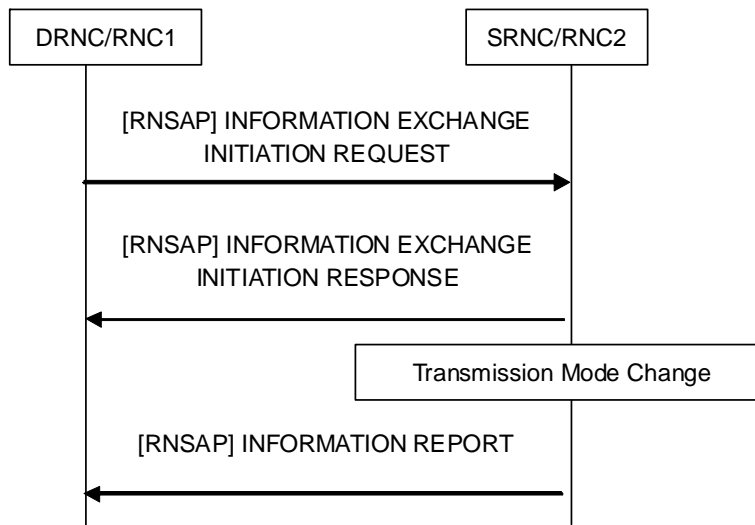 DRNC/RNC1
SRNC/RNC2
[RNSAP] INFORMATION EXCHANGE
INITIATION REQUEST
[RNSAP] INFORMATION EXCHANGE
INITIATION RESPONSE
Transmission Mode Change
[RNSAP] INFORMATION REPORT